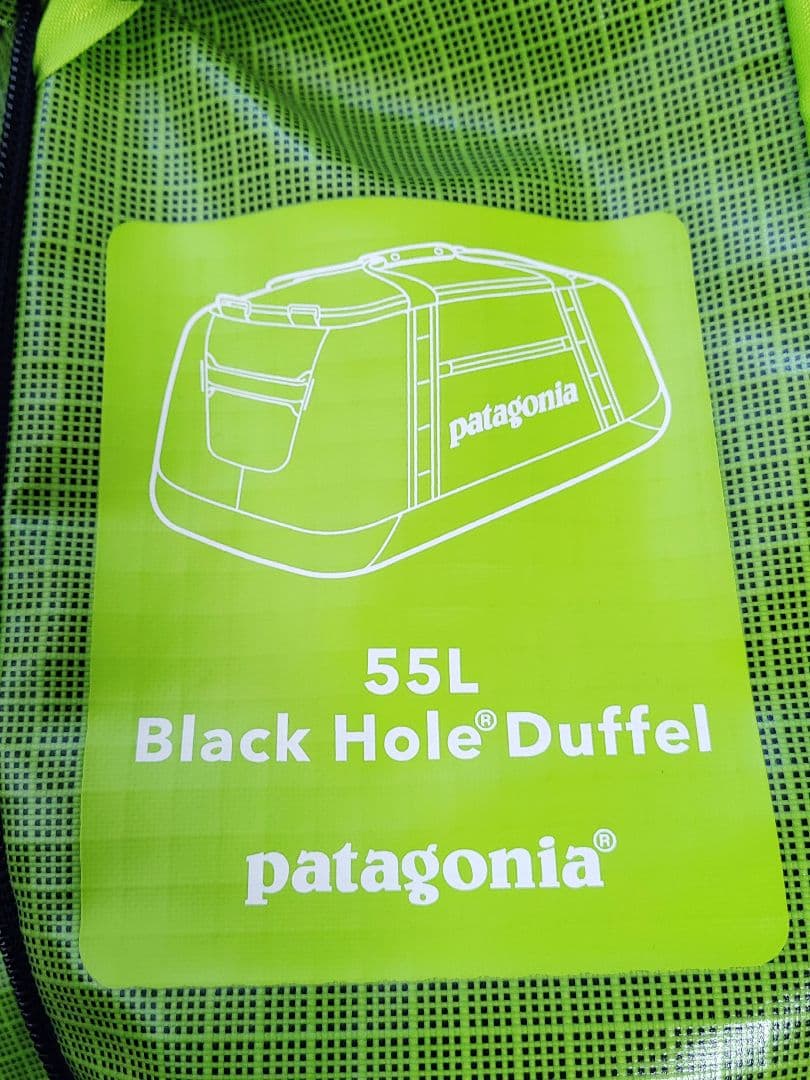 patagonia
55L
Black Hole® Duffel
patagonia®